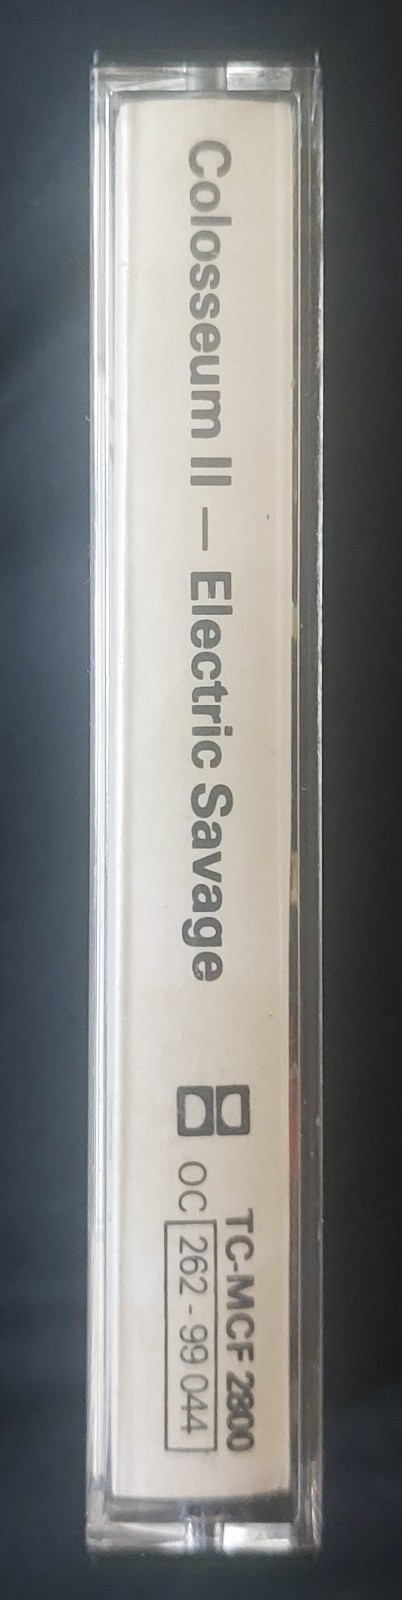 Colosseum II — Electric Savage
TC-MCF 2800
OC 262 - 99 044